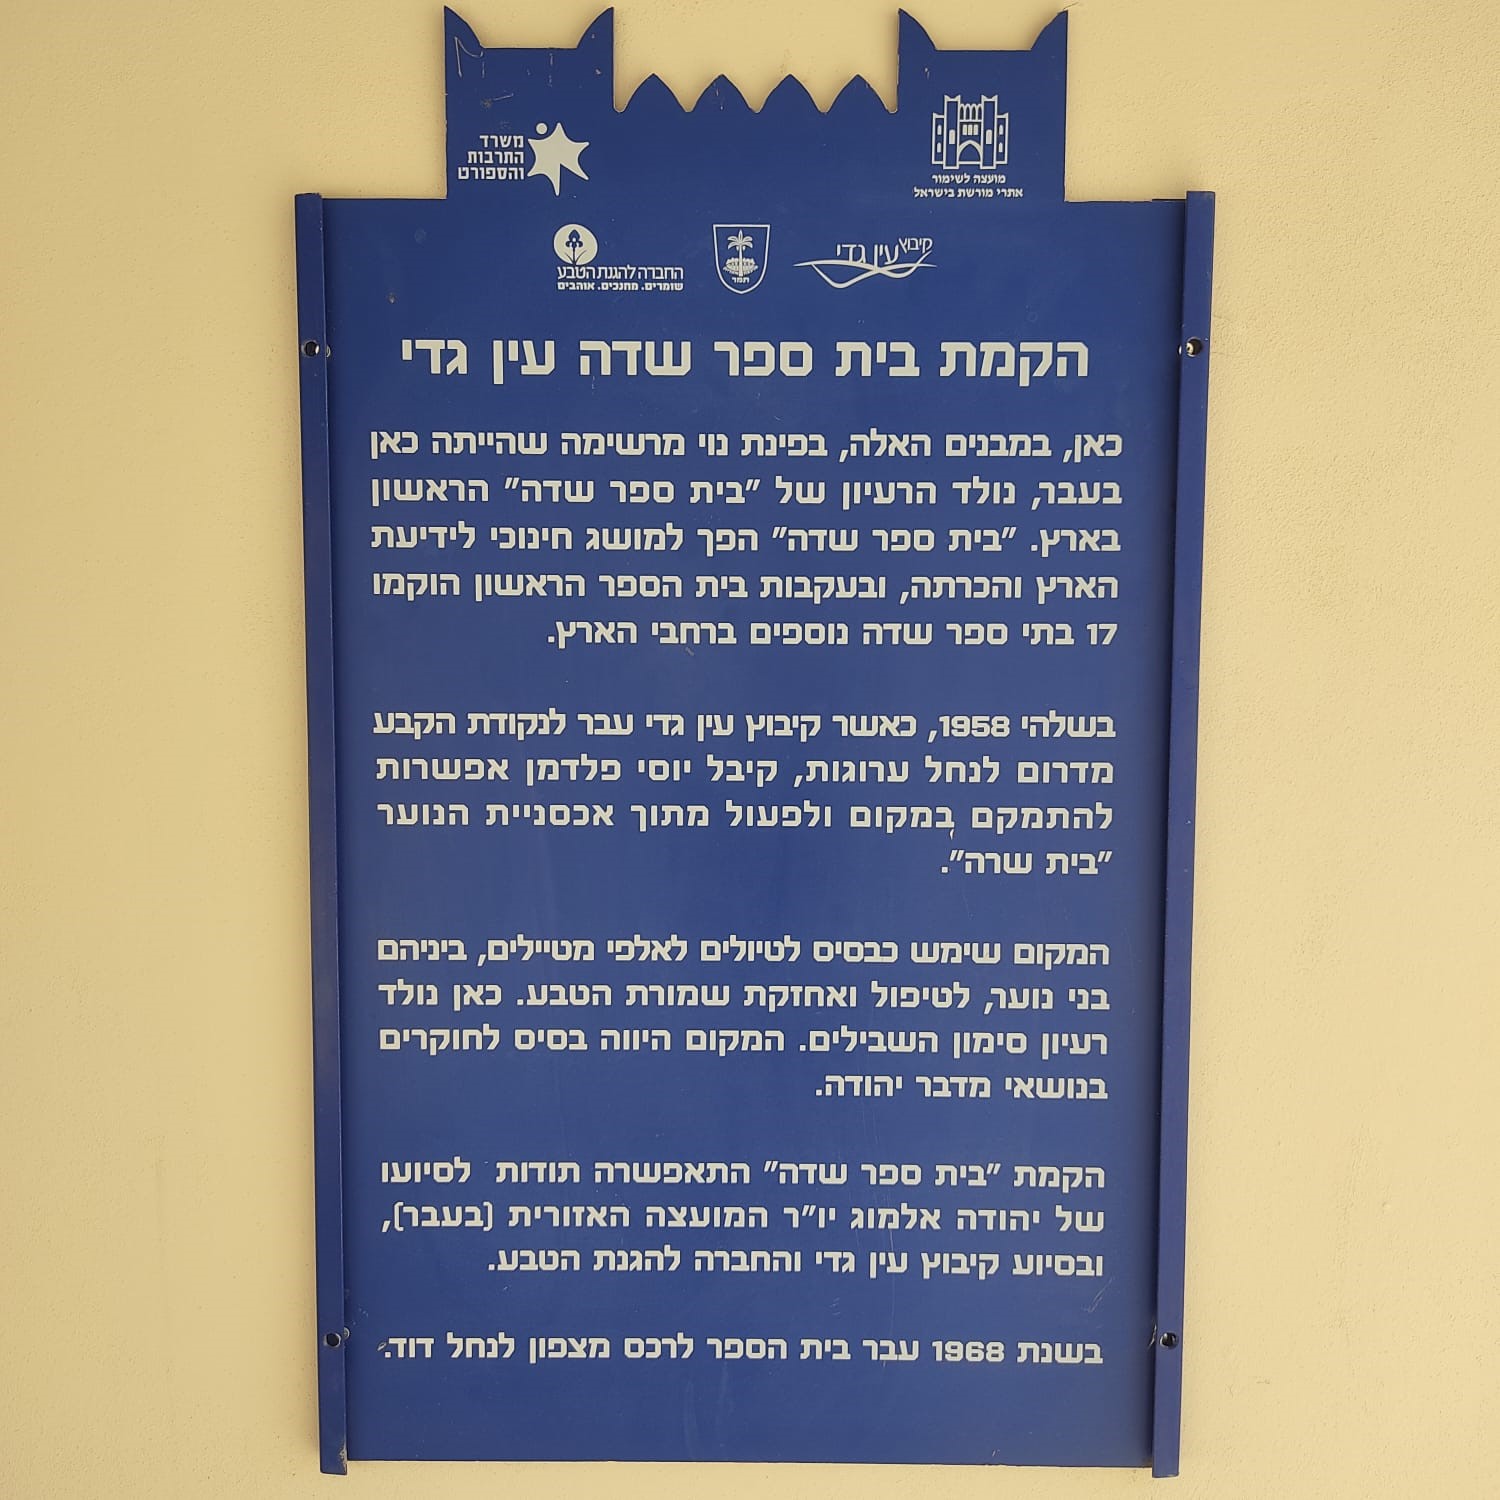 מועצה לשימור
אתרי מורשת בישראל
משרד
התרבות
והספורט
קיבוץ עין גדי
תמר
החברה להגנת הטבע
שומרים. מחנכים. אוהבים
הקמת בית ספר שדה עין גדי
כאן, במבנים האלה, בפינת נוי מרשימה שהייתה כאן
בעבר, נולד הרעיון של "בית ספר שדה" הראשון
בארץ. "בית ספר שדה" הפך למושג חינוכי לידיעת
הארץ והכרתה, ובעקבות בית הספר הראשון הוקמו
17 בתי ספר שדה נוספים ברחבי הארץ.
בשלהי 1958, כאשר קיבוץ עין גדי עבר לנקודת הקבע
מדרום לנחל ערוגות, קיבל יוסי פלדמן אפשרות
להתמקם במקום ולפעול מתוך אכסניית הנוער
"בית שרה".
המקום שימש כבסיס לטיולים לאלפי מטיילים, ביניהם
בני נוער, לטיפול ואחזקת שמורת הטבע. כאן נולד
רעיון סימון השבילים. המקום היווה בסיס לחוקרים
בנושאי מדבר יהודה.
הקמת "בית ספר שדה" התאפשרה תודות לסיועו
של יהודה אלמוג יו"ר המועצה האזורית (בעבר),
ובסיוע קיבוץ עין גדי והחברה להגנת הטבע.
בשנת 1968 עבר בית הספר לרכס מצפון לנחל דוד.